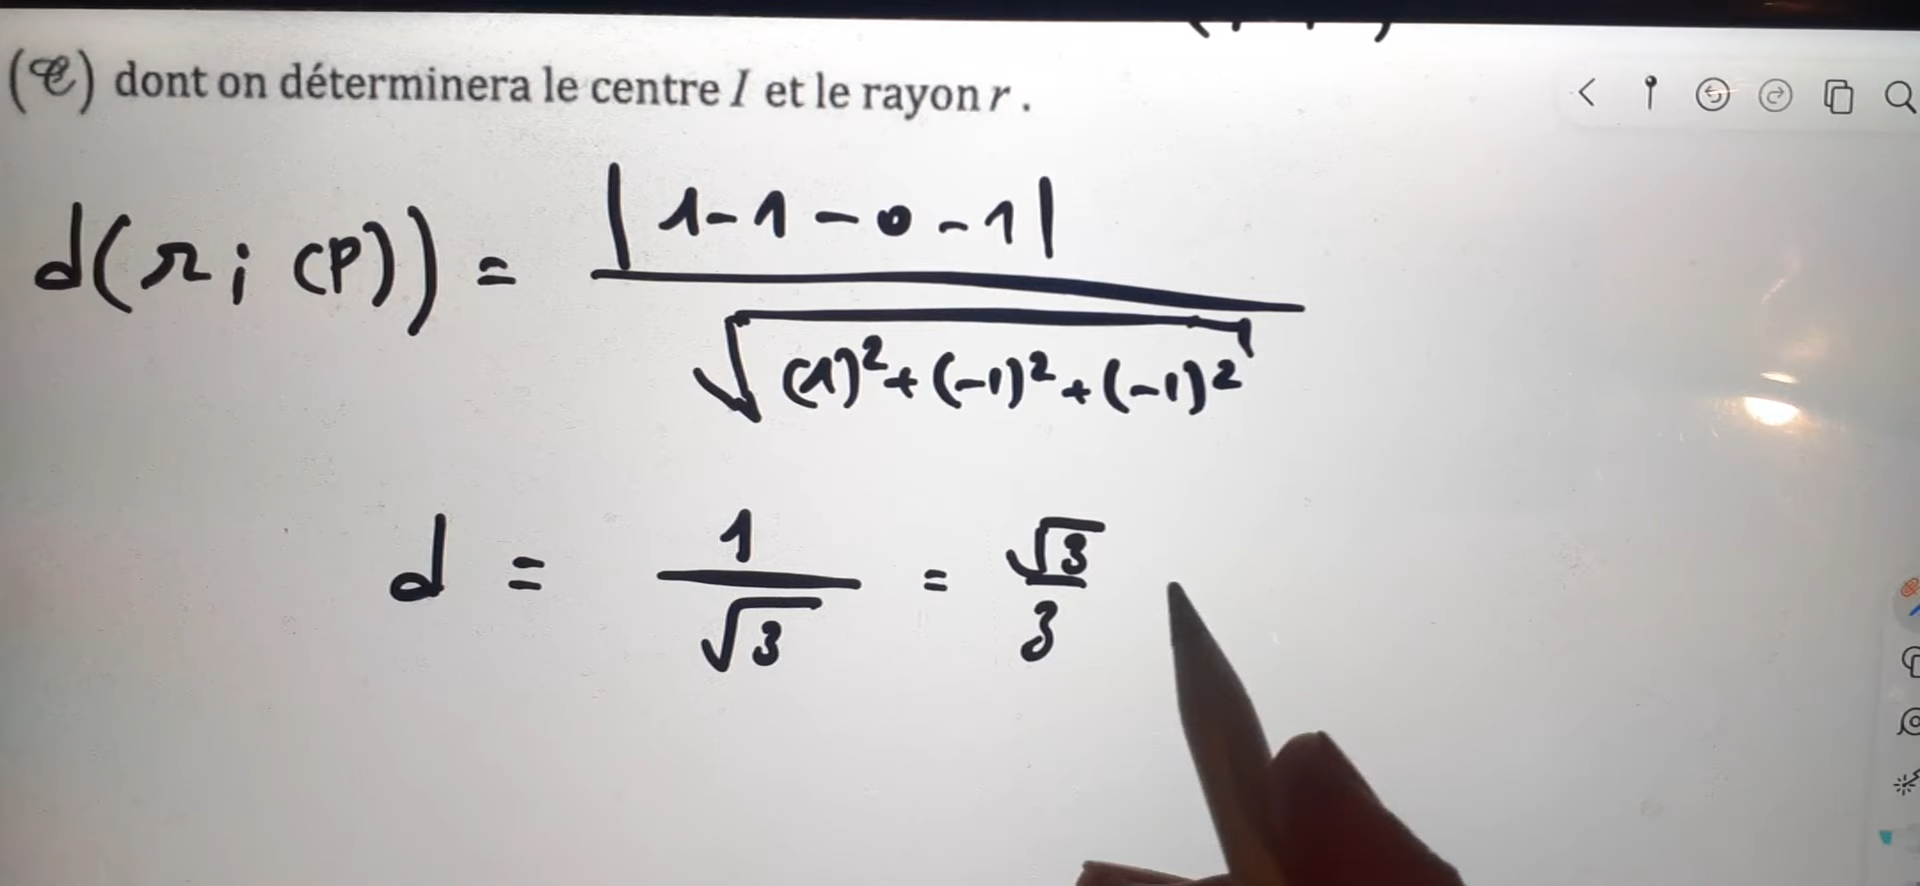 (𝒞) dont on déterminera le centre I et le rayon r .
d(Ω; (P)) = |1-1-0-1| / √((1)²+(-1)²+(-1)²)
d = 1/√3 = √3/3